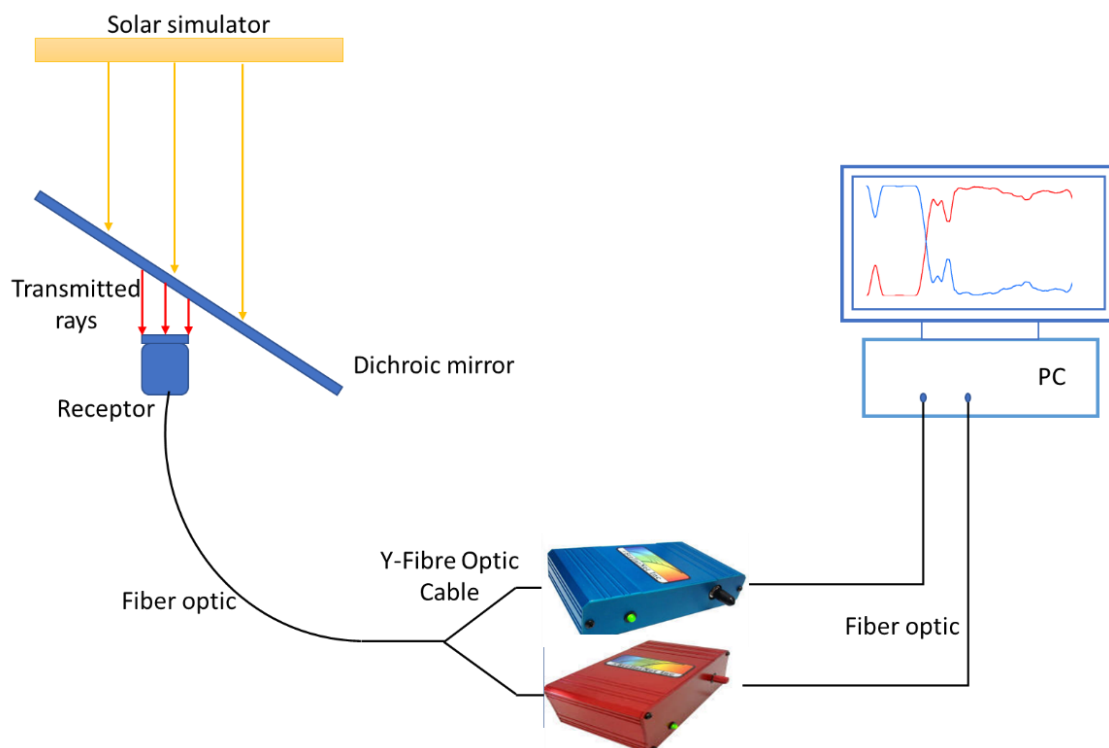 Solar simulator
Transmitted
rays
Dichroic mirror
Receptor
PC
Y-Fibre Optic
Cable
Fiber optic
Fiber optic